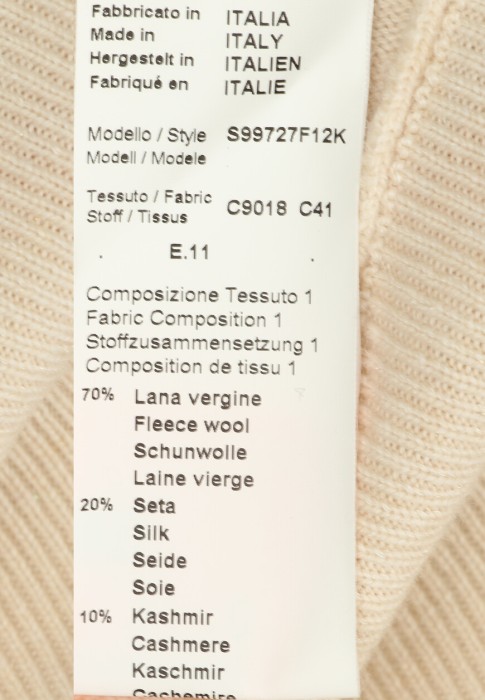 Fabbricato in ITALIA
Made in ITALY
Hergestelt in ITALIEN
Fabriqué en ITALIE
Modello / Style S99727F12K
Modell / Modele
Tessuto / Fabric C9018 C41
Stoff / Tissus
E.11
Composizione Tessuto 1
Fabric Composition 1
Stoffzusammensetzung 1
Composition de tissu 1
70% Lana vergine
Fleece wool
Schunwolle
Laine vierge
20% Seta
Silk
Seide
Soie
10% Kashmir
Cashmere
Kaschmir
Cachemire